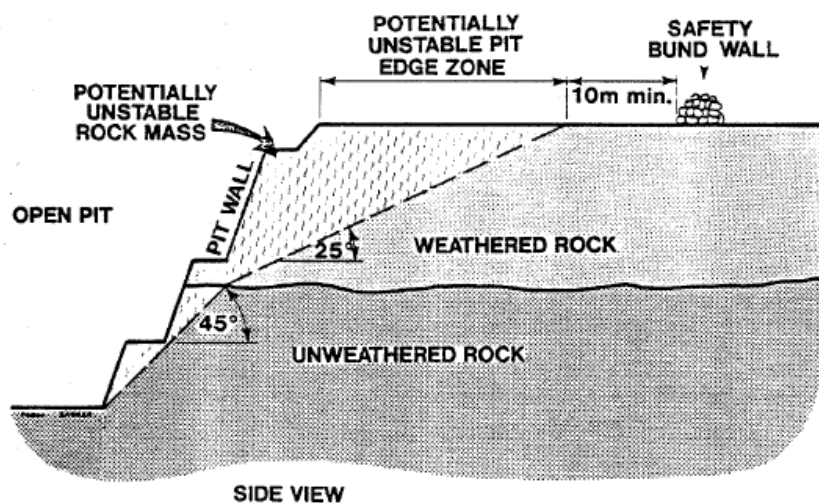 POTENTIALLY
UNSTABLE PIT
EDGE ZONE
SAFETY
BUND WALL
10m min.
POTENTIALLY
UNSTABLE
ROCK MASS
PIT WALL
OPEN PIT
25°
WEATHERED ROCK
45°
UNWEATHERED ROCK
SIDE VIEW